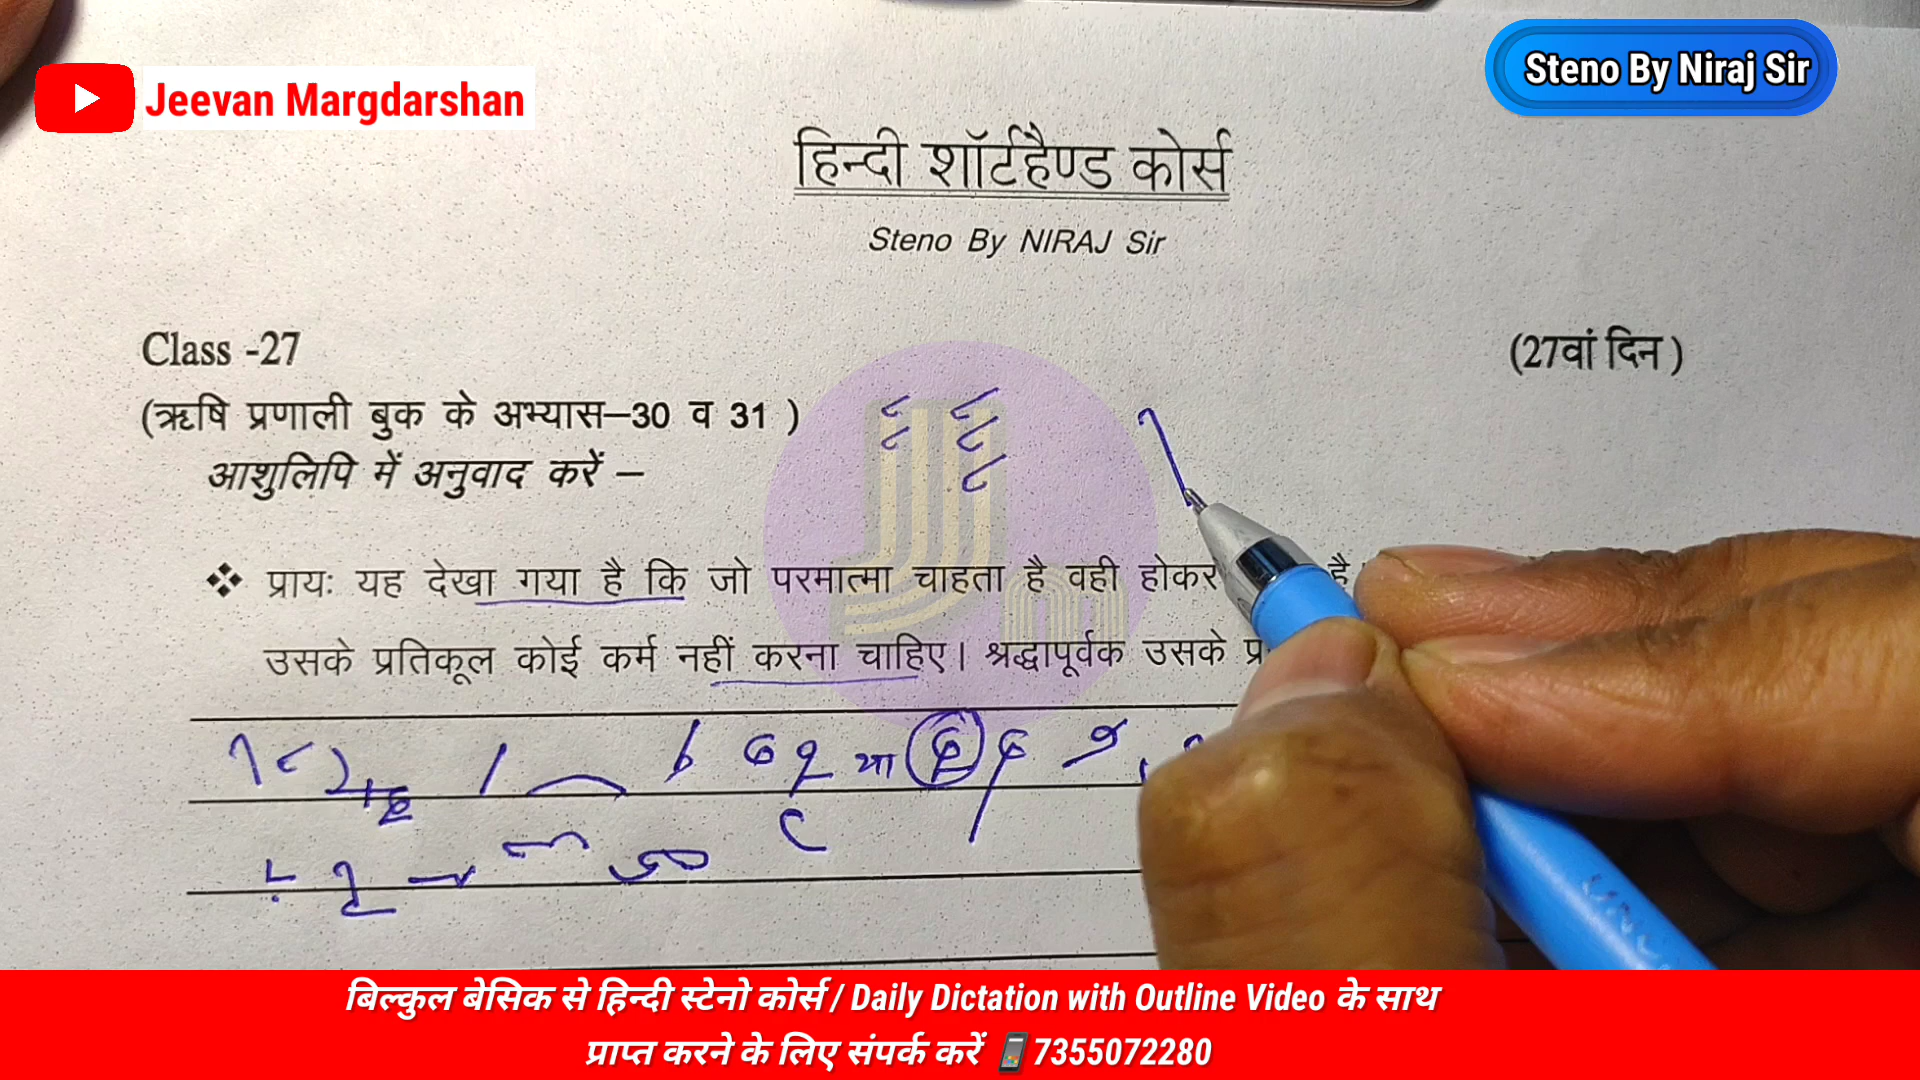 Jeevan Margdarshan
Steno By Niraj Sir
हिन्दी शॉर्टहैण्ड कोर्स
Steno By NIRAJ Sir
Class -27
(27वां दिन )
(ऋषि प्रणाली बुक के अभ्यास–30 व 31 )
आशुलिपि में अनुवाद करें –
❖ प्रायः यह देखा गया है कि जो परमात्मा चाहता है वही होकर है।
उसके प्रतिकूल कोई कर्म नहीं करना चाहिए। श्रद्धापूर्वक उसके
या
बिल्कुल बेसिक से हिन्दी स्टेनो कोर्स / Daily Dictation with Outline Video के साथ
प्राप्त करने के लिए संपर्क करें 📱7355072280